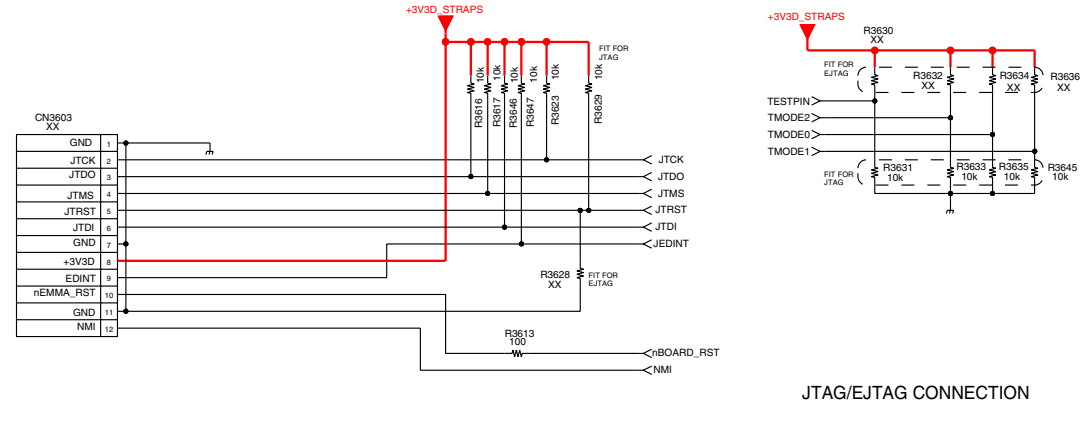 +3V3D_STRAPS
FIT FOR
JTAG
10k
10k
10k
10k
10k
10k
R3616
R3617
R3646
R3647
R3623
R3629
CN3603
XX
GND 1
JTCK 2
JTDO 3
JTMS 4
JTRST 5
JTDI 6
GND 7
+3V3D 8
EDINT 9
nEMMA_RST 10
GND 11
NMI 12
JTCK
JTDO
JTMS
JTRST
JTDI
JEDINT
R3628
XX
FIT FOR
EJTAG
R3613
100
nBOARD_RST
NMI
+3V3D_STRAPS
R3630
XX
FIT FOR
EJTAG
R3632
XX
R3634
XX
R3636
XX
TESTPIN
TMODE2
TMODE0
TMODE1
FIT FOR
JTAG
R3631
10k
R3633
10k
R3635
10k
R3645
10k
JTAG/EJTAG CONNECTION